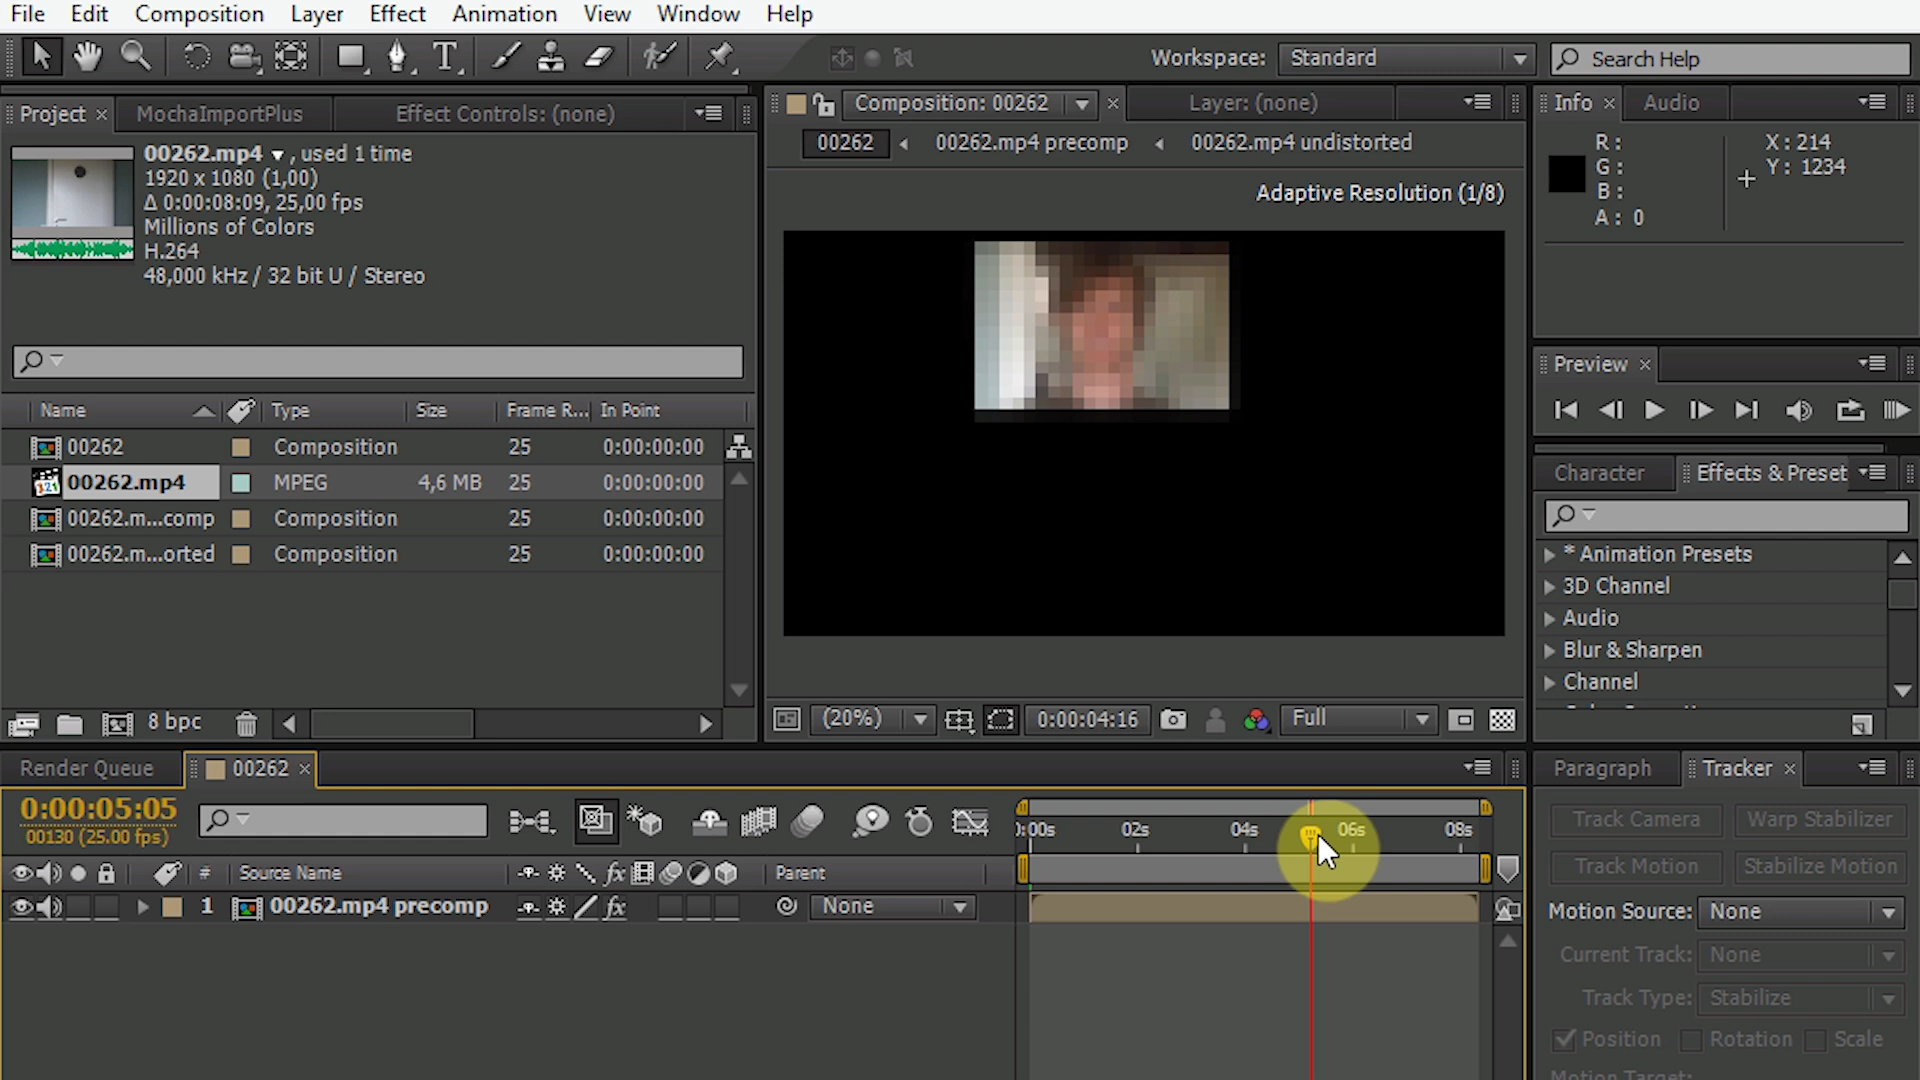 File Edit Composition Layer Effect Animation View Window Help
Workspace: Standard Search Help
Project MochaImportPlus Effect Controls: (none)
Composition: 00262 Layer: (none)
Info Audio
00262 00262.mp4 precomp 00262.mp4 undistorted
00262.mp4 , used 1 time
1920 x 1080 (1,00)
Δ 0:00:08:09, 25,00 fps
Millions of Colors
H.264
48,000 kHz / 32 bit U / Stereo
Adaptive Resolution (1/8)
R:
G:
B:
A: 0
X: 214
Y: 1234
Preview
Name Type Size Frame R... In Point
00262 Composition 25 0:00:00:00
00262.mp4 MPEG 4,6 MB 25 0:00:00:00
00262.m...comp Composition 25 0:00:00:00
00262.m...orted Composition 25 0:00:00:00
8 bpc
(20%) 0:00:04:16 Full
Character Effects & Preset
* Animation Presets
3D Channel
Audio
Blur & Sharpen
Channel
Render Queue 00262
0:00:05:05
00130 (25.00 fps)
:00s 02s 04s 06s 08s
# Source Name Parent
1 00262.mp4 precomp None
Paragraph Tracker
Track Camera Warp Stabilizer
Track Motion Stabilize Motion
Motion Source: None
Current Track: None
Track Type: Stabilize
Position Rotation Scale
Motion Target: